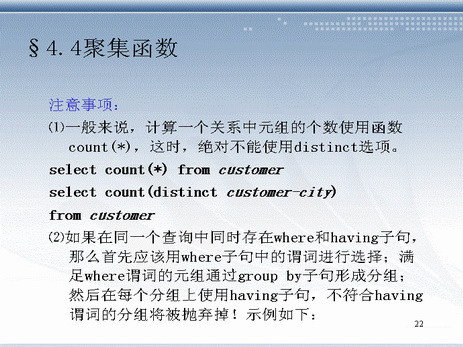 §4.4聚集函数
注意事项：
⑴一般来说，计算一个关系中元组的个数使用函数
count(*)，这时，绝对不能使用distinct选项。
select count(*) from customer
select count(distinct customer-city)
from customer
⑵如果在同一个查询中同时存在where和having子句，
那么首先应该用where子句中的谓词进行选择；满
足where谓词的元组通过group by子句形成分组；
然后在每个分组上使用having子句，不符合having
谓词的分组将被抛弃掉！示例如下：
22